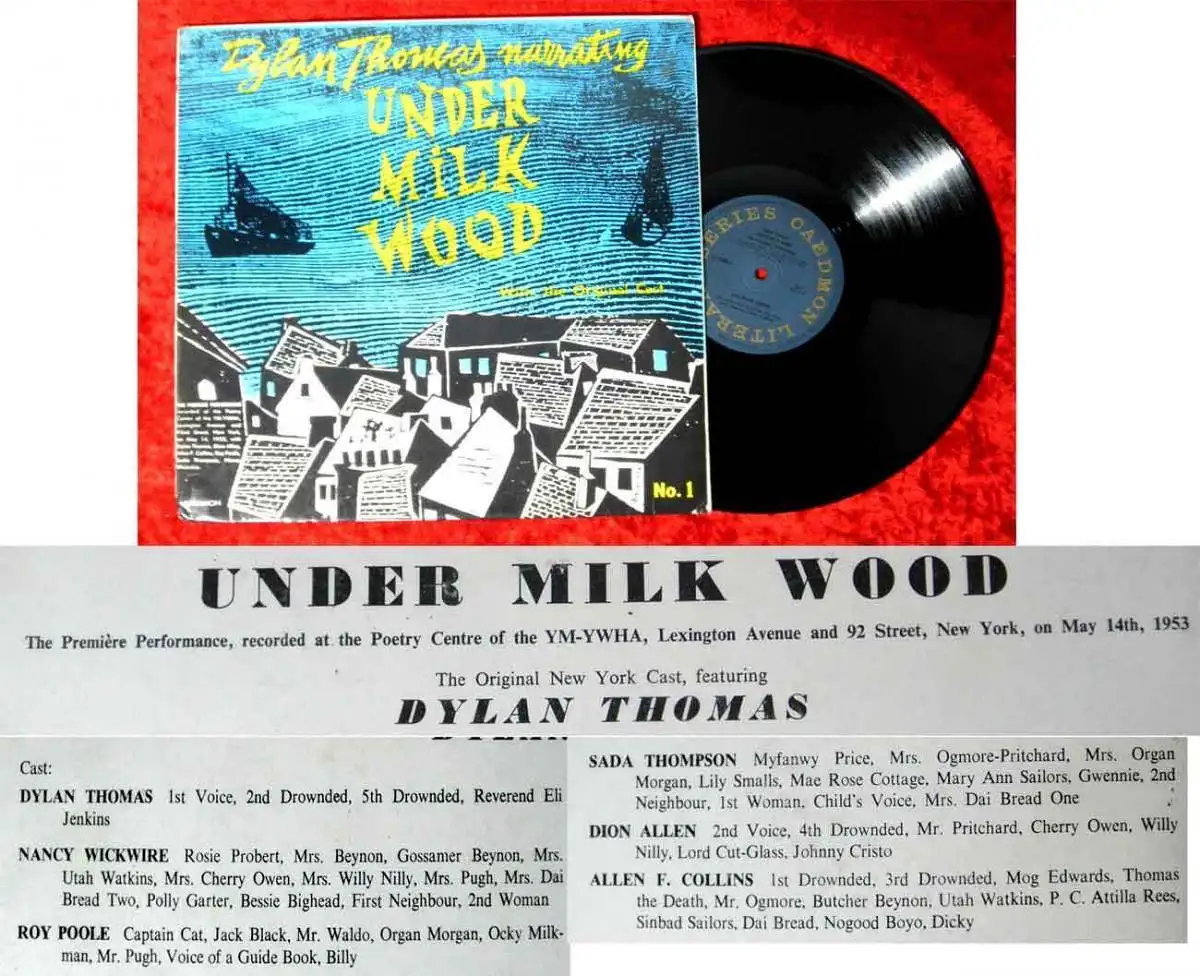 Dylan Thomas narrating
UNDER
MILK
WOOD
With the Original Cast
No. 1
SERIES CAEDMON LITERA
UNDER MILK WOOD
The Première Performance, recorded at the Poetry Centre of the YM-YWHA, Lexington Avenue and 92 Street, New York, on May 14th, 1953
The Original New York Cast, featuring
DYLAN THOMAS
Cast:
DYLAN THOMAS 1st Voice, 2nd Drownded, 5th Drownded, Reverend Eli
Jenkins
NANCY WICKWIRE Rosie Probert, Mrs. Beynon, Gossamer Beynon, Mrs.
Utah Watkins, Mrs. Cherry Owen, Mrs. Willy Nilly, Mrs. Pugh, Mrs. Dai
Bread Two, Polly Garter, Bessie Bighead, First Neighbour, 2nd Woman
ROY POOLE Captain Cat, Jack Black, Mr. Waldo, Organ Morgan, Ocky Milk-
man, Mr. Pugh, Voice of a Guide Book, Billy
SADA THOMPSON Myfanwy Price, Mrs. Ogmore-Pritchard, Mrs. Organ
Morgan, Lily Smalls, Mae Rose Cottage, Mary Ann Sailors, Gwennie, 2nd
Neighbour, 1st Woman, Child's Voice, Mrs. Dai Bread One
DION ALLEN 2nd Voice, 4th Drownded, Mr. Pritchard, Cherry Owen, Willy
Nilly, Lord Cut-Glass, Johnny Cristo
ALLEN F. COLLINS 1st Drownded, 3rd Drownded, Mog Edwards, Thomas
the Death, Mr. Ogmore, Butcher Beynon, Utah Watkins, P. C. Attilla Rees,
Sinbad Sailors, Dai Bread, Nogood Boyo, Dicky